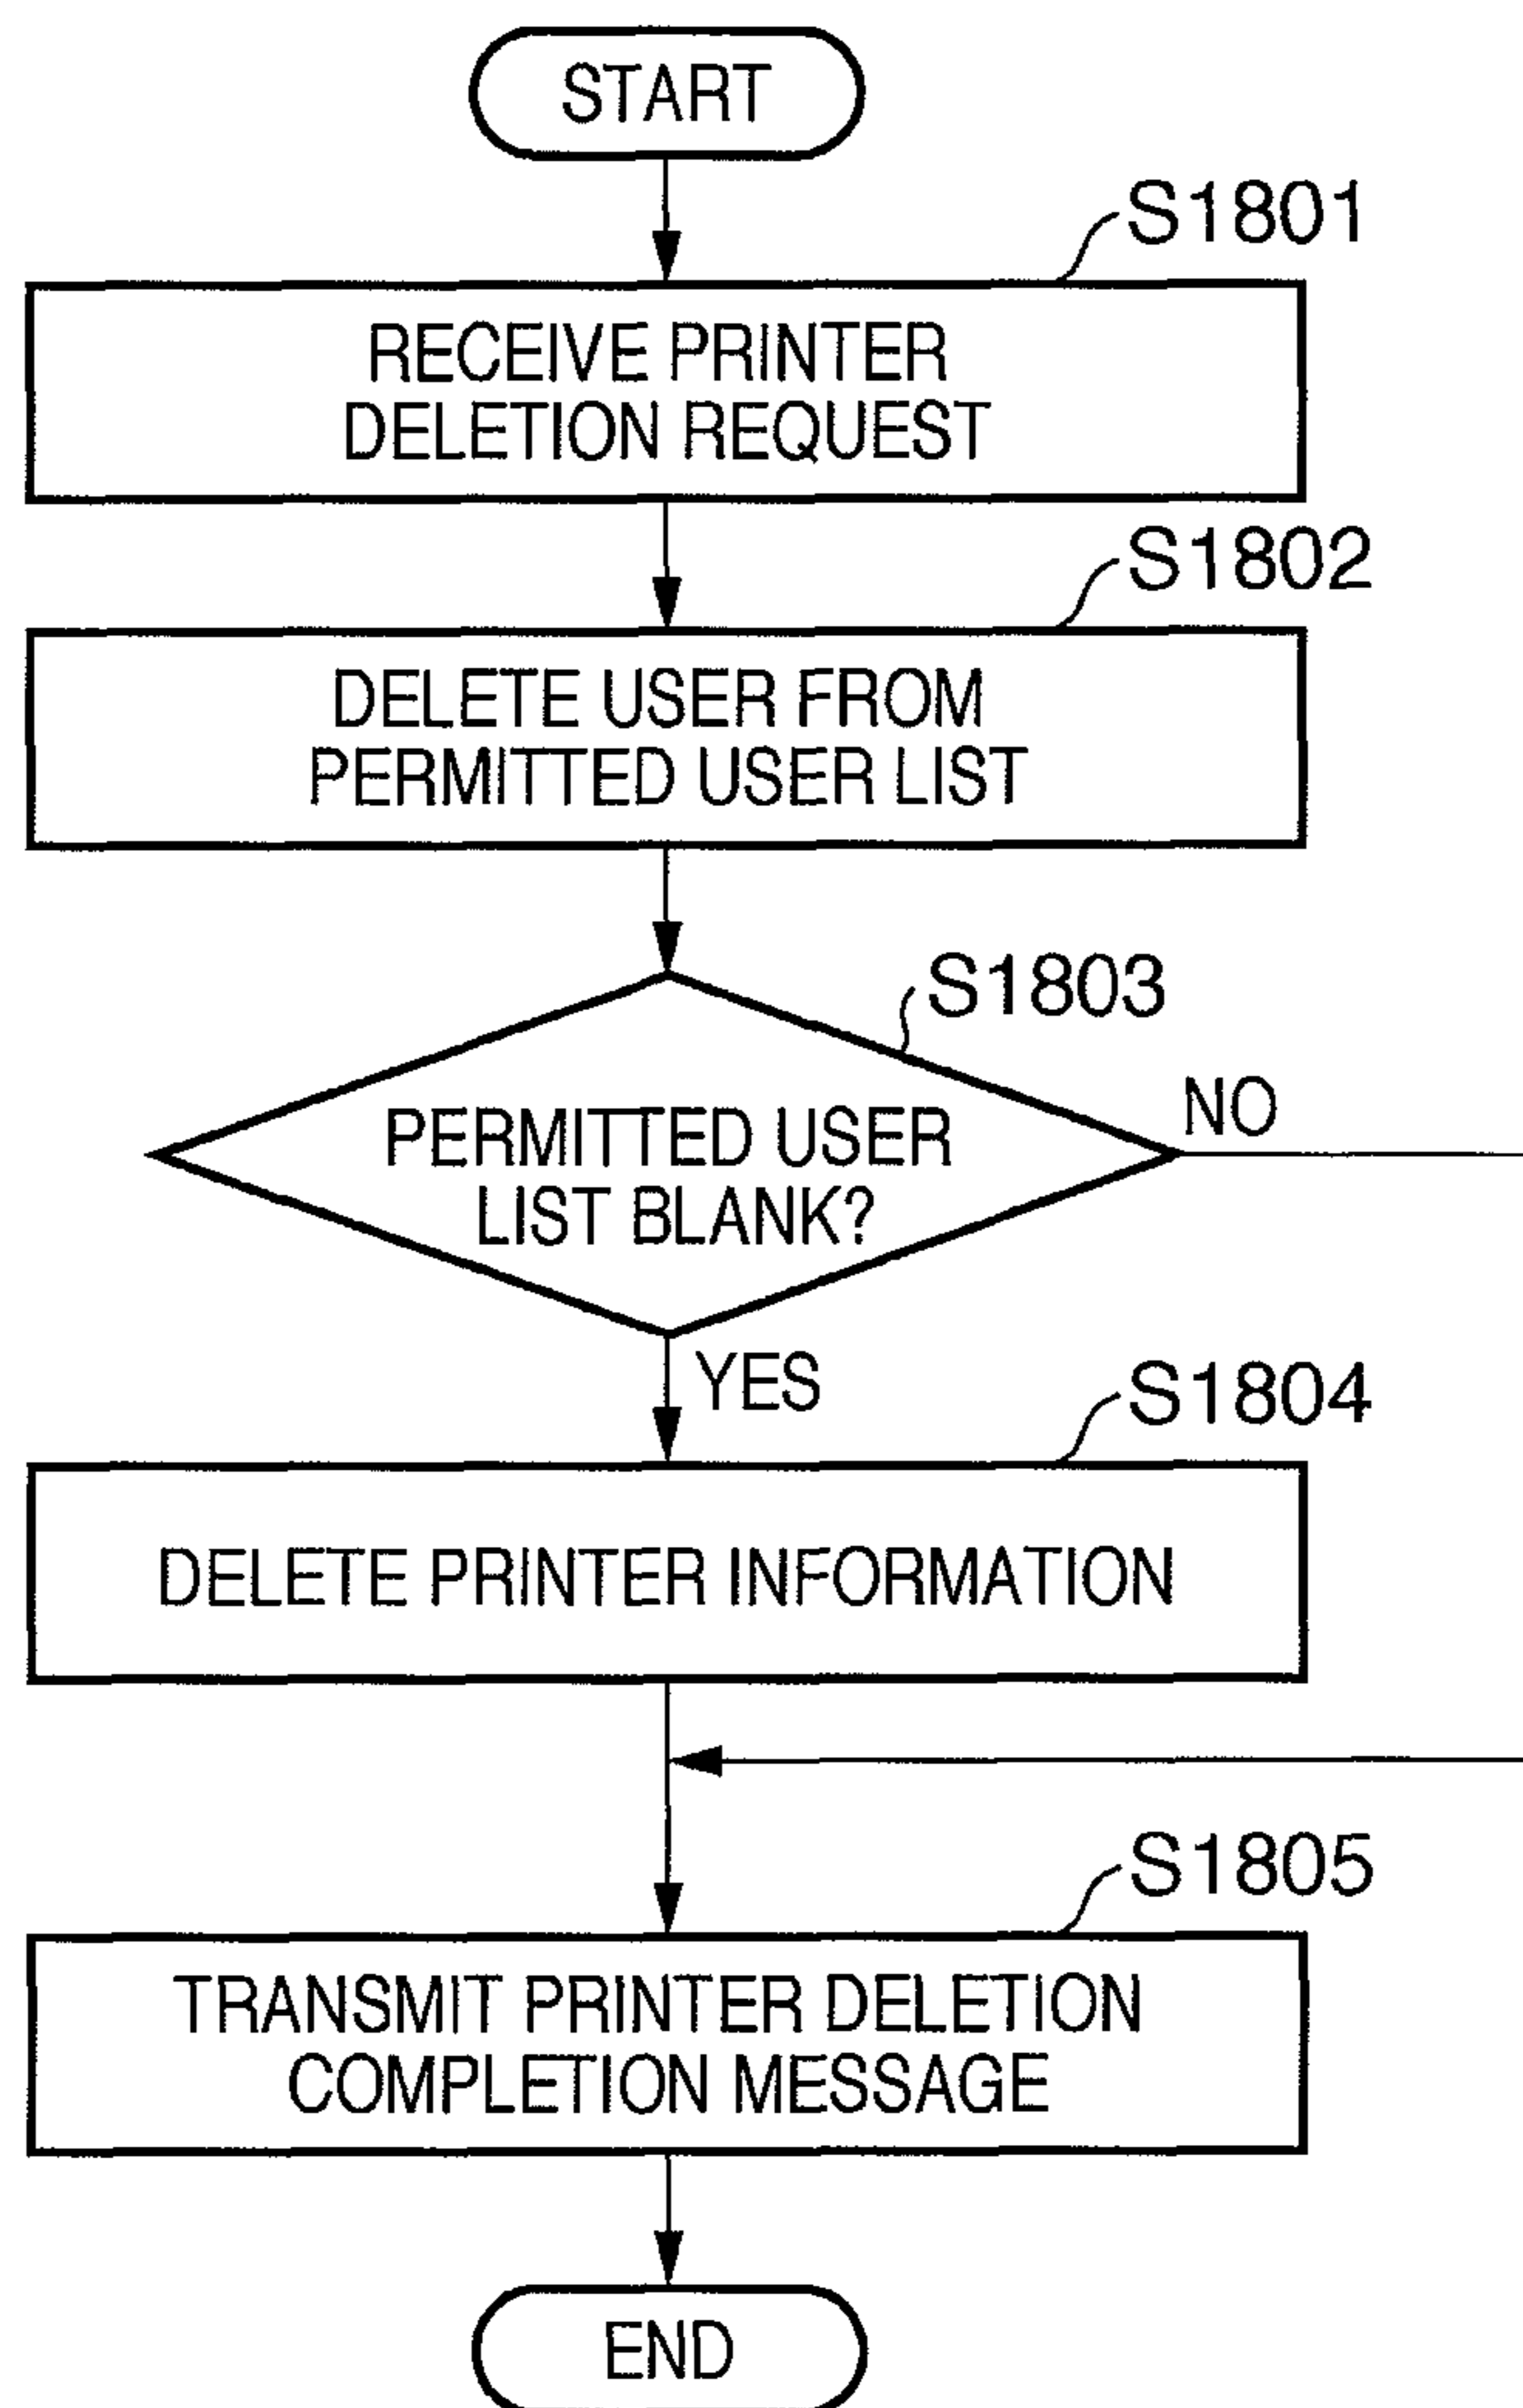 START
S1801
RECEIVE PRINTER
DELETION REQUEST
S1802
DELETE USER FROM
PERMITTED USER LIST
S1803
PERMITTED USER
LIST BLANK?
NO
YES
S1804
DELETE PRINTER INFORMATION
S1805
TRANSMIT PRINTER DELETION
COMPLETION MESSAGE
END